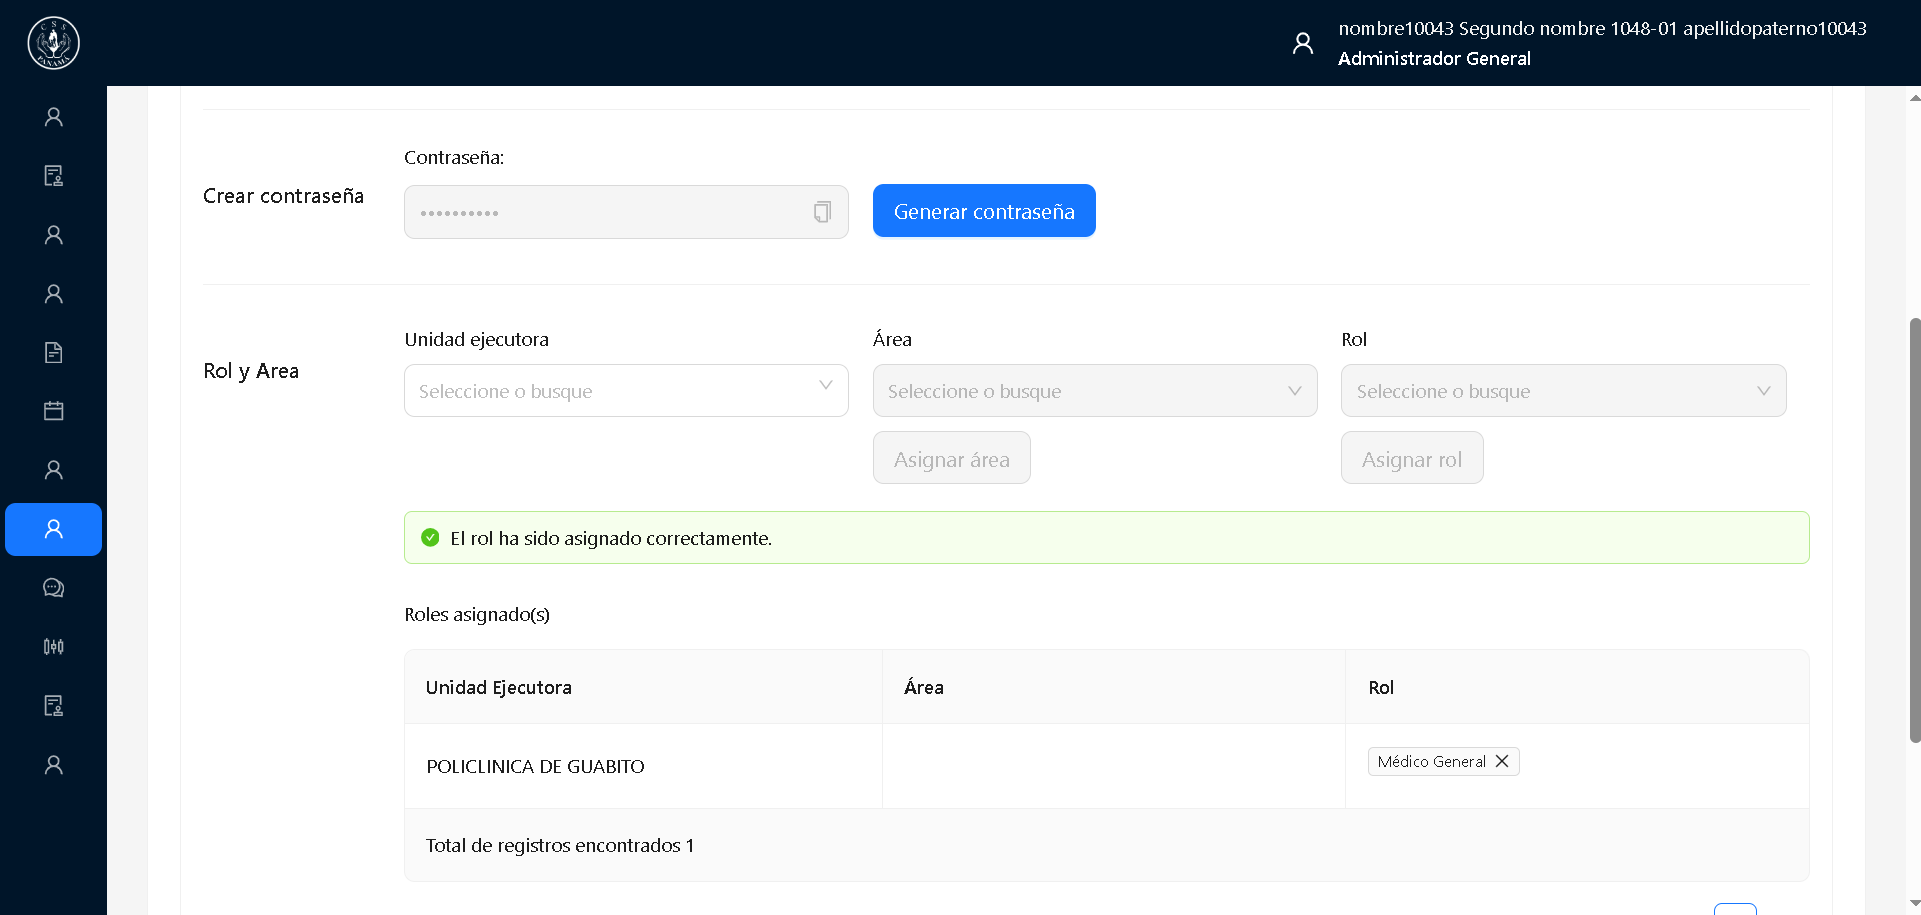 CSS
PANAMÁ
nombre10043 Segundo nombre 1048-01 apellidopaterno10043
Administrador General
Contraseña:
Crear contraseña
••••••••••
Generar contraseña
Unidad ejecutora
Área
Rol
Rol y Area
Seleccione o busque
Seleccione o busque
Seleccione o busque
Asignar área
Asignar rol
El rol ha sido asignado correctamente.
Roles asignado(s)
Unidad Ejecutora
Área
Rol
POLICLINICA DE GUABITO
Médico General
Total de registros encontrados 1